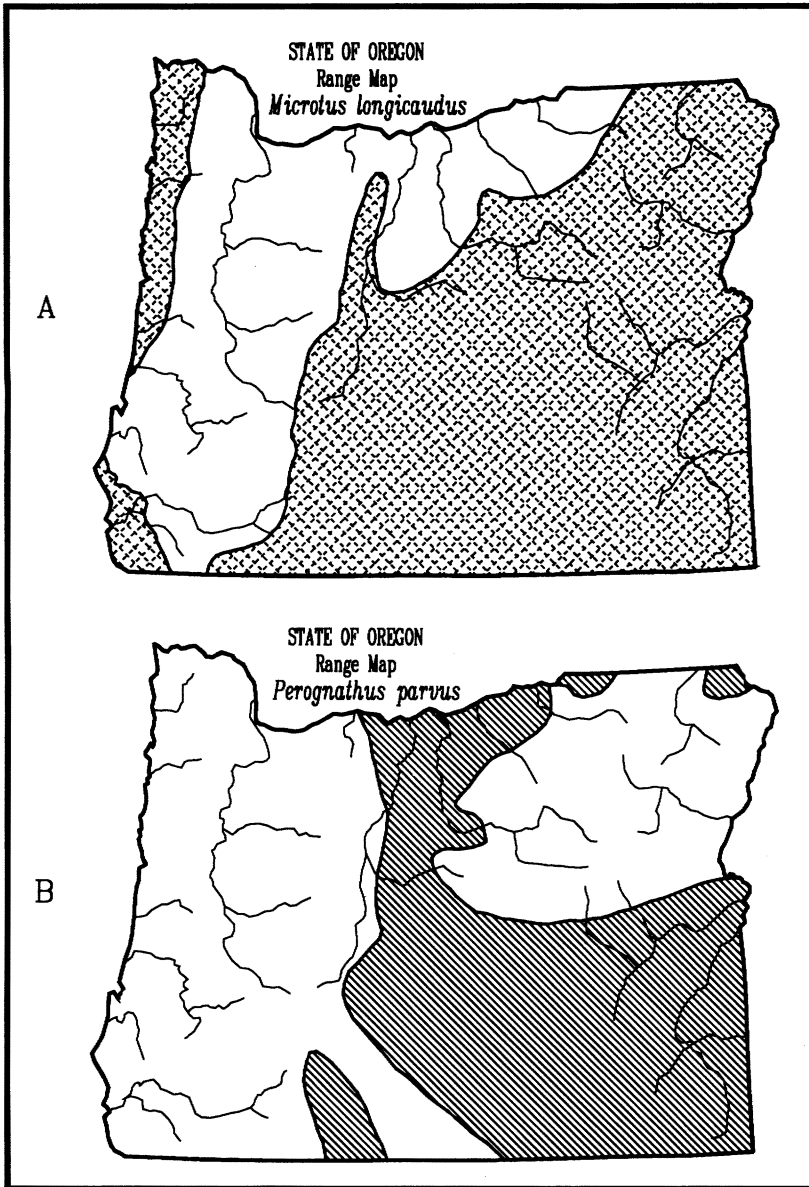 STATE OF OREGON
Range Map
Microtus longicaudus
A
STATE OF OREGON
Range Map
Perognathus parvus
B